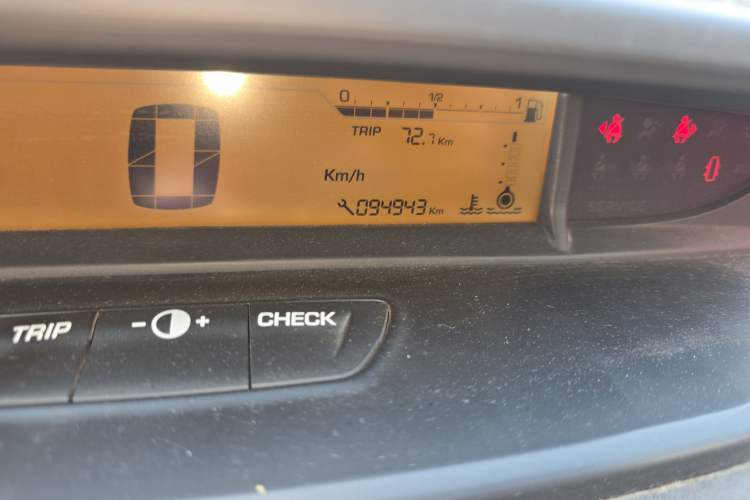 0 1/2 1
TRIP 72.7 Km
0
Km/h
094943 Km
TRIP
- +
CHECK